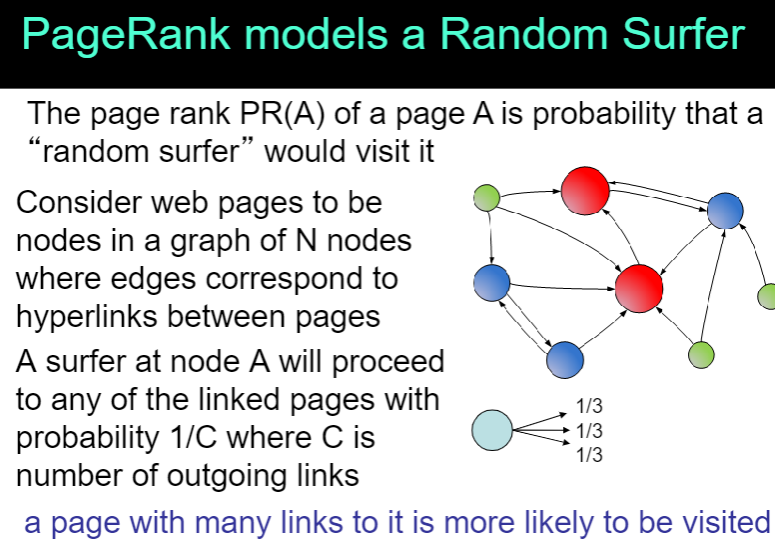 PageRank models a Random Surfer
The page rank PR(A) of a page A is probability that a
“random surfer” would visit it
Consider web pages to be
nodes in a graph of N nodes
where edges correspond to
hyperlinks between pages
A surfer at node A will proceed
to any of the linked pages with
probability 1/C where C is
number of outgoing links
1/3
1/3
1/3
a page with many links to it is more likely to be visited